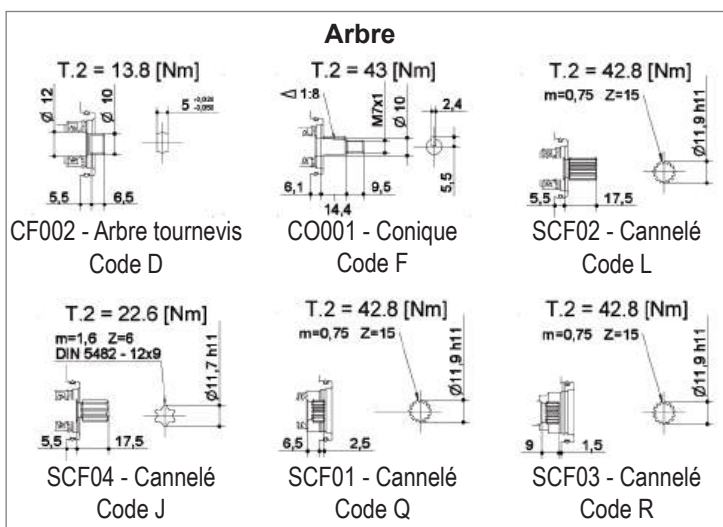 Arbre
T.2 = 13.8 [Nm]
Ø 12
Ø 10
5 -0,020 -0,050
5,5
6,5
CF002 - Arbre tournevis
Code D
T.2 = 43 [Nm]
1:8
M7x1
Ø 10
2,4
6,1
14,4
9,5
5,5
CO001 - Conique
Code F
T.2 = 42.8 [Nm]
m=0,75 Z=15
Ø11,9 h11
5,5
17,5
SCF02 - Cannelé
Code L
T.2 = 22.6 [Nm]
m=1,6 Z=6
DIN 5482 - 12x9
Ø11,7 h11
5,5
17,5
SCF04 - Cannelé
Code J
T.2 = 42.8 [Nm]
m=0,75 Z=15
Ø11,9 h11
6,5
2,5
SCF01 - Cannelé
Code Q
T.2 = 42.8 [Nm]
m=0,75 Z=15
Ø11,9 h11
9
1,5
SCF03 - Cannelé
Code R